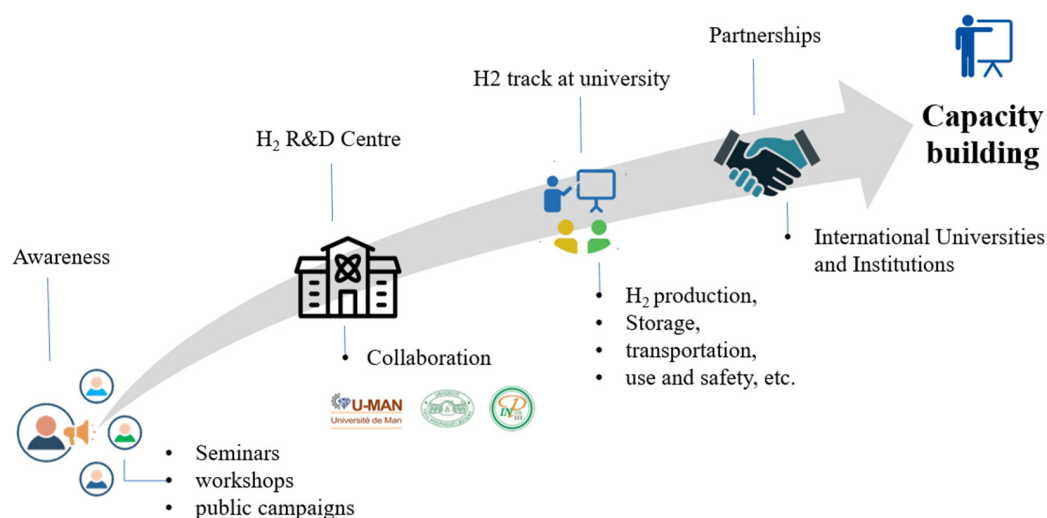 Partnerships
H2 track at university
Capacity
building
H₂ R&D Centre
Awareness
• International Universities
and Institutions
• H₂ production,
• Storage,
• transportation,
• use and safety, etc.
• Collaboration
U-MAN
Université de Man
INP
• Seminars
• workshops
• public campaigns